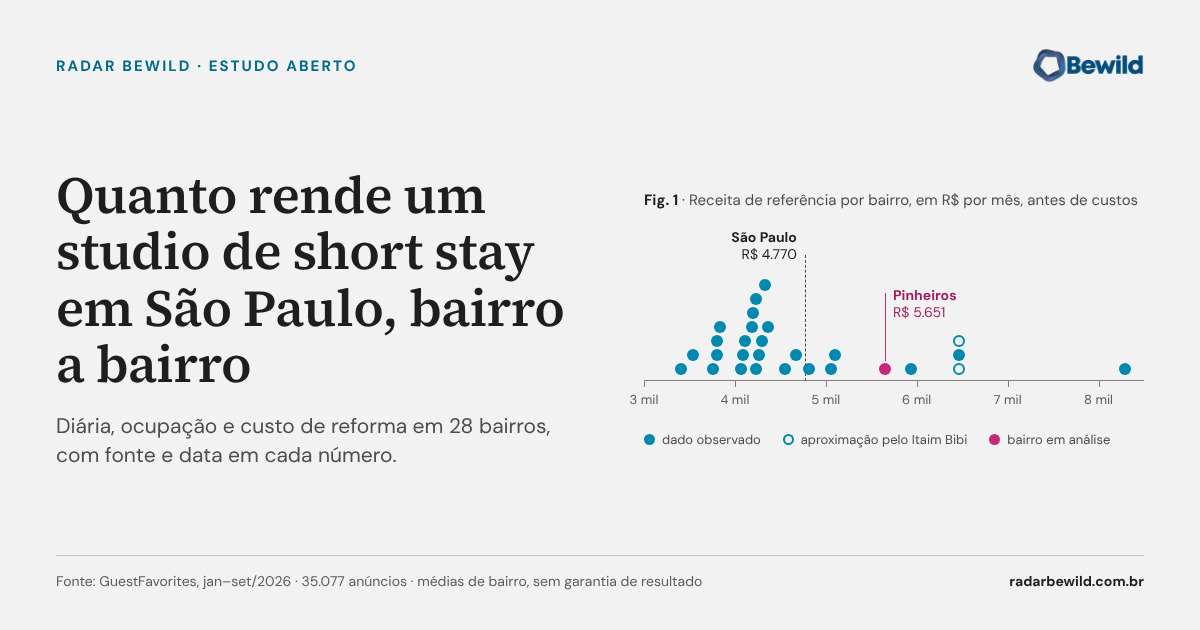 RADAR BEWILD · ESTUDO ABERTO
Bewild
Quanto rende um
studio de short stay
em São Paulo, bairro
a bairro
Diária, ocupação e custo de reforma em 28 bairros,
com fonte e data em cada número.
Fig. 1 · Receita de referência por bairro, em R$ por mês, antes de custos
São Paulo
R$ 4.770
Pinheiros
R$ 5.651
3 mil 4 mil 5 mil 6 mil 7 mil 8 mil
dado observado aproximação pelo Itaim Bibi bairro em análise
Fonte: GuestFavorites, jan–set/2026 · 35.077 anúncios · médias de bairro, sem garantia de resultado
radarbewild.com.br